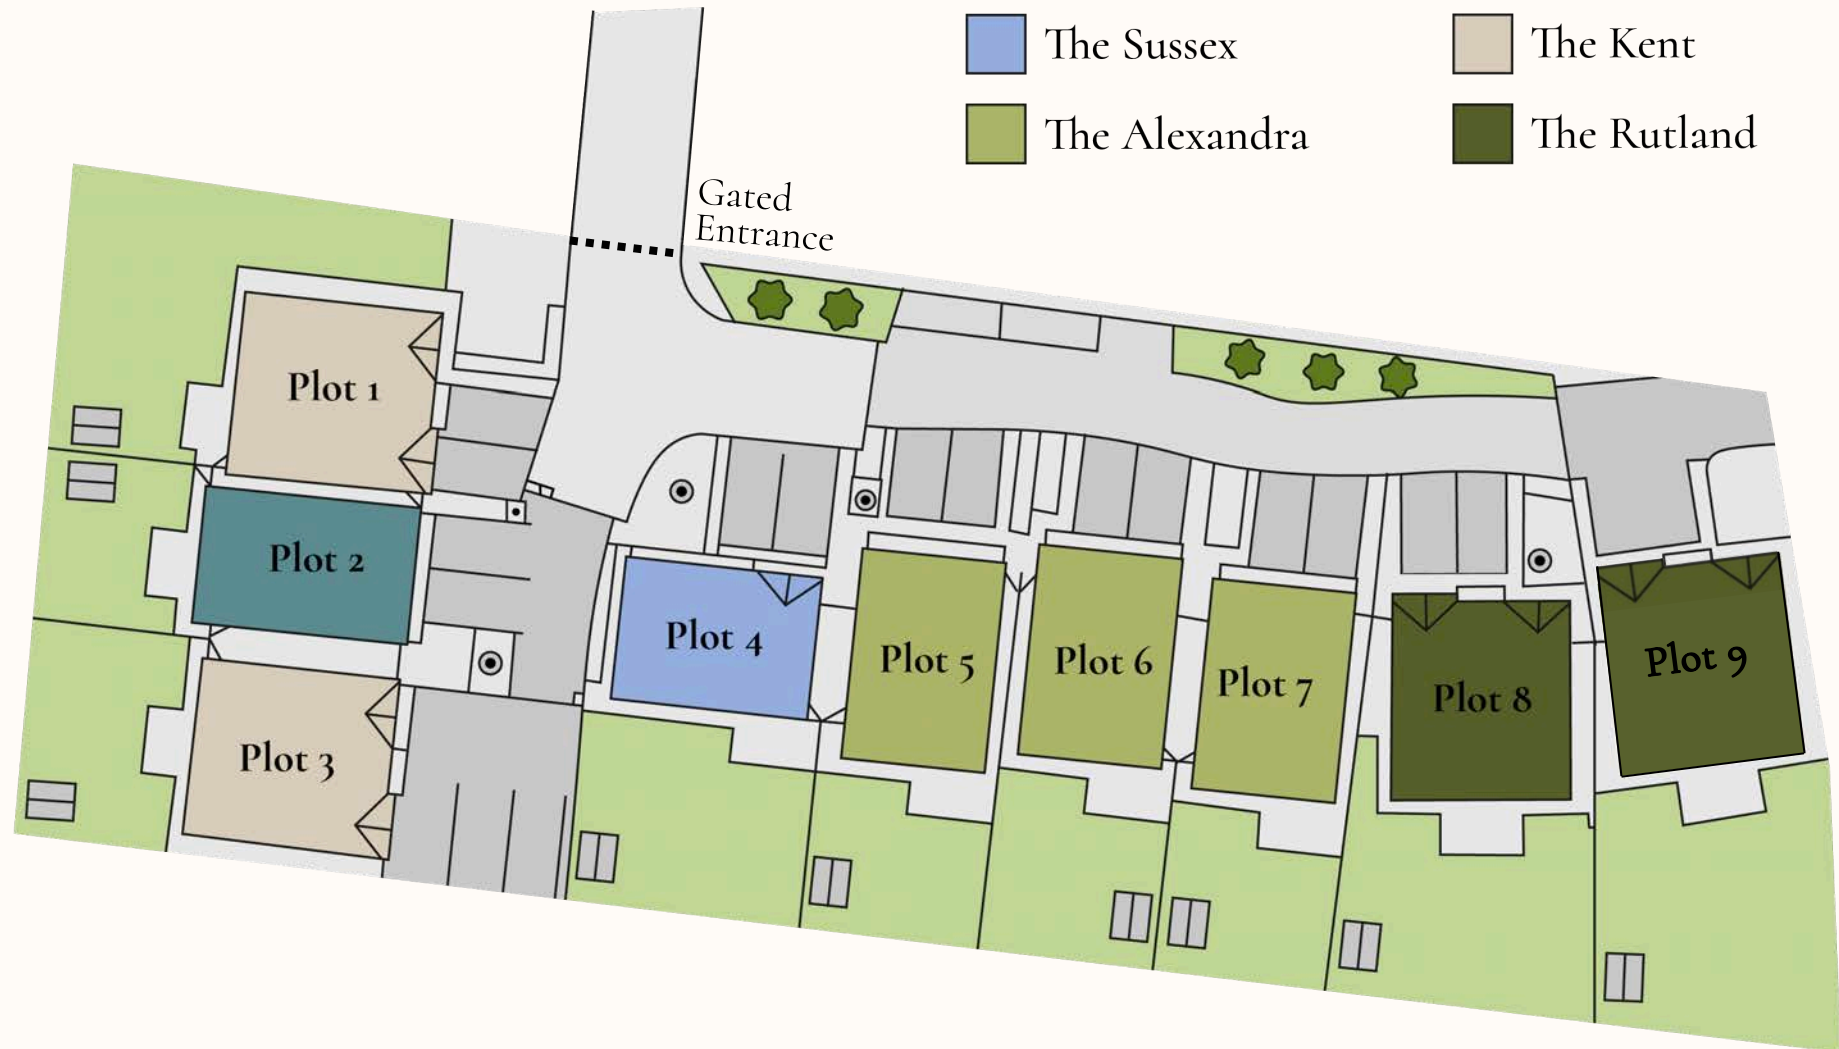 The Sussex
The Kent
The Alexandra
The Rutland
Gated
Entrance
Plot 1
Plot 2
Plot 3
Plot 4
Plot 5
Plot 6
Plot 7
Plot 8
Plot 9